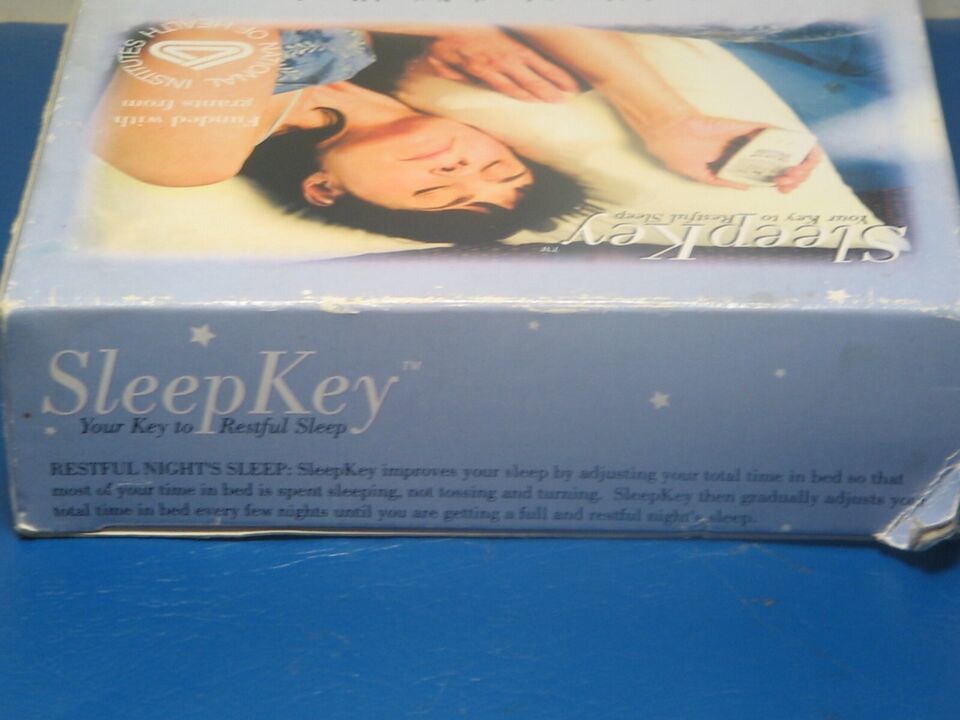 NATIONAL INSTITUTES OF HEALTH
Funded with
grants from
SleepKey™
Your Key to Restful Sleep
SleepKey™
Your Key to Restful Sleep
RESTFUL NIGHT'S SLEEP: SleepKey improves your sleep by adjusting your total time in bed so that
most of your time in bed is spent sleeping, not tossing and turning. SleepKey then gradually adjusts your
total time in bed every few nights until you are getting a full and restful night's sleep.